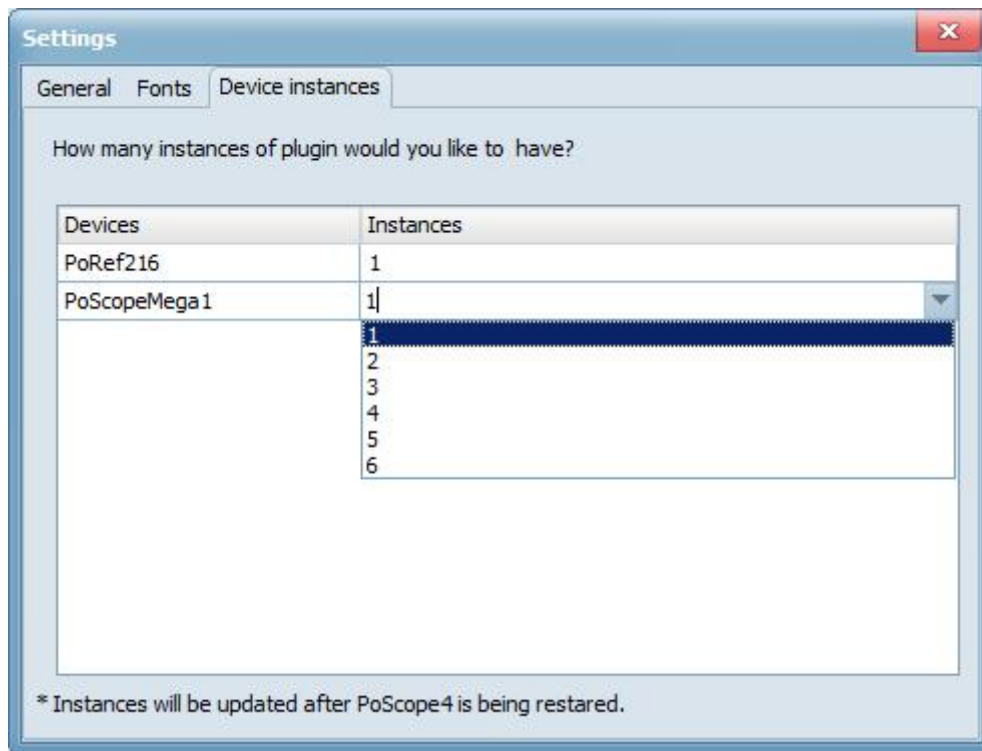 Settings
General Fonts Device instances
How many instances of plugin would you like to have?
Devices Instances
PoRef216 1
PoScopeMega1 1
1
2
3
4
5
6
* Instances will be updated after PoScope4 is being restared.